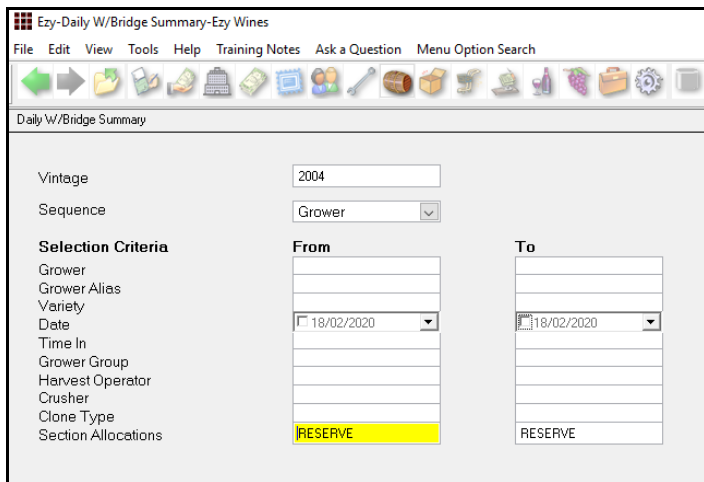 Ezy-Daily W/Bridge Summary-Ezy Wines
File Edit View Tools Help Training Notes Ask a Question Menu Option Search
Daily W/Bridge Summary
Vintage 2004
Sequence Grower
Selection Criteria From To
Grower
Grower Alias
Variety
Date 18/02/2020 18/02/2020
Time In
Grower Group
Harvest Operator
Crusher
Clone Type
Section Allocations RESERVE RESERVE